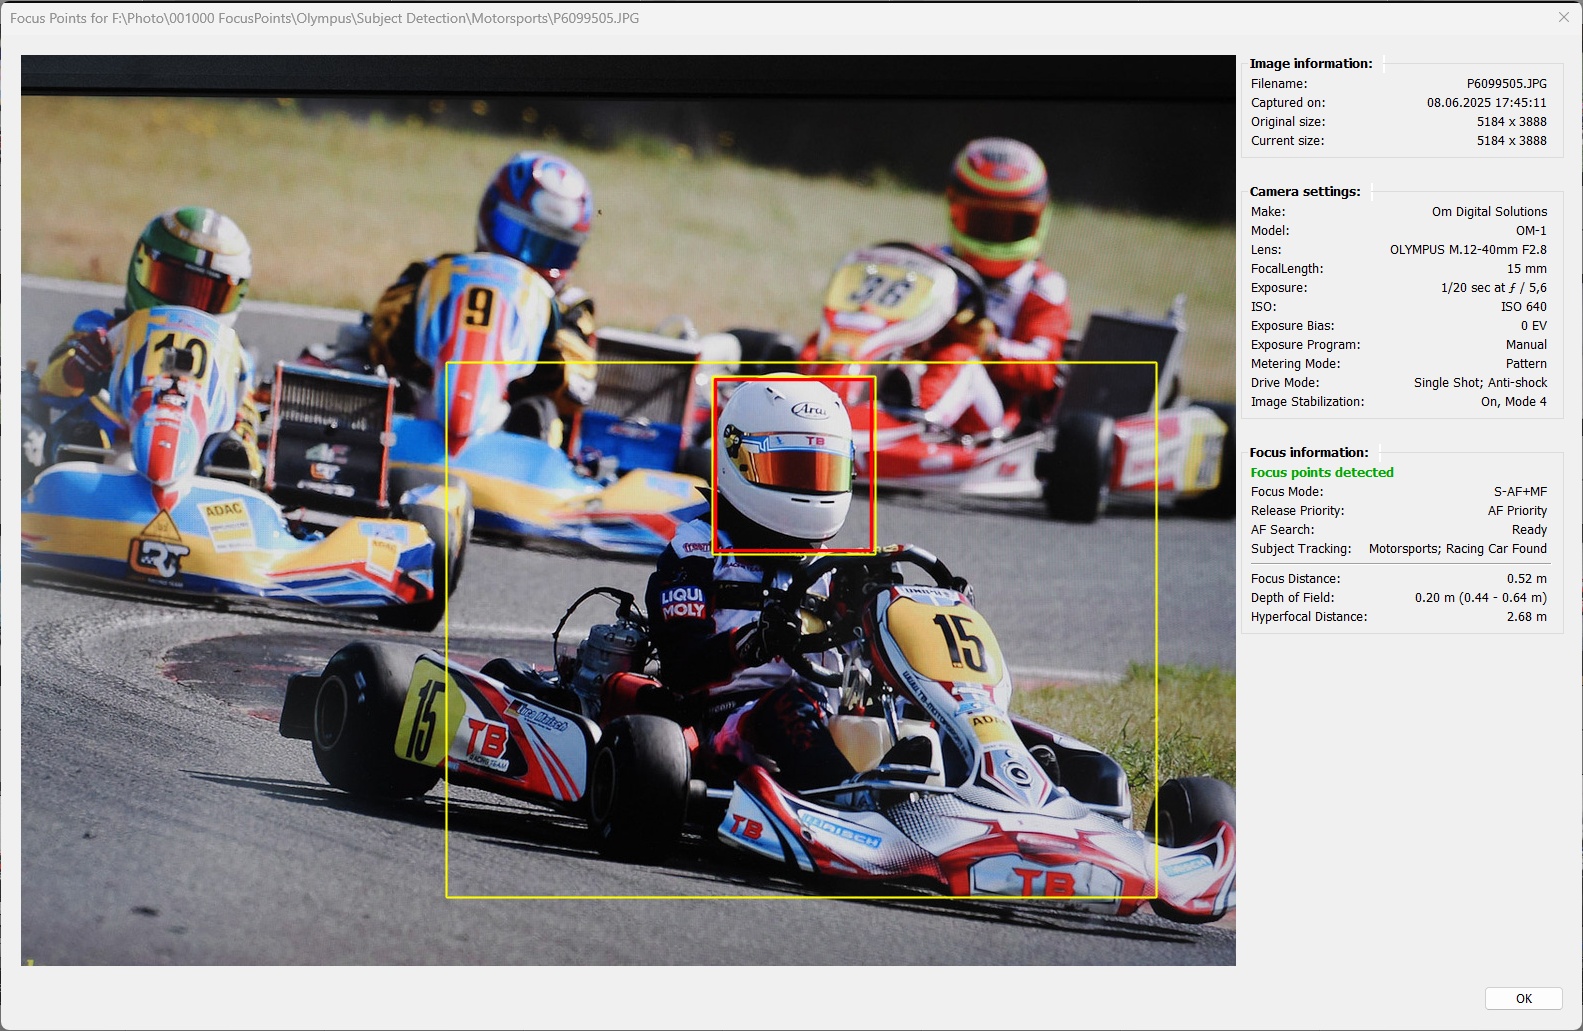 Focus Points for F:\Photo\001000 FocusPoints\Olympus\Subject Detection\Motorsports\P6099505.JPG
Image information:
Filename: P6099505.JPG
Captured on: 08.06.2025 17:45:11
Original size: 5184 x 3888
Current size: 5184 x 3888
Camera settings:
Make: Om Digital Solutions
Model: OM-1
Lens: OLYMPUS M.12-40mm F2.8
FocalLength: 15 mm
Exposure: 1/20 sec at ƒ / 5,6
ISO: ISO 640
Exposure Bias: 0 EV
Exposure Program: Manual
Metering Mode: Pattern
Drive Mode: Single Shot; Anti-shock
Image Stabilization: On, Mode 4
Focus information:
Focus points detected
Focus Mode: S-AF+MF
Release Priority: AF Priority
AF Search: Ready
Subject Tracking: Motorsports; Racing Car Found
Focus Distance: 0.52 m
Depth of Field: 0.20 m (0.44 - 0.64 m)
Hyperfocal Distance: 2.68 m
OK
9
36
10
Arai
TB
ADAC
LIQUI
MOLY
15
15
TB
RACING TEAM
ADA
TB
TB